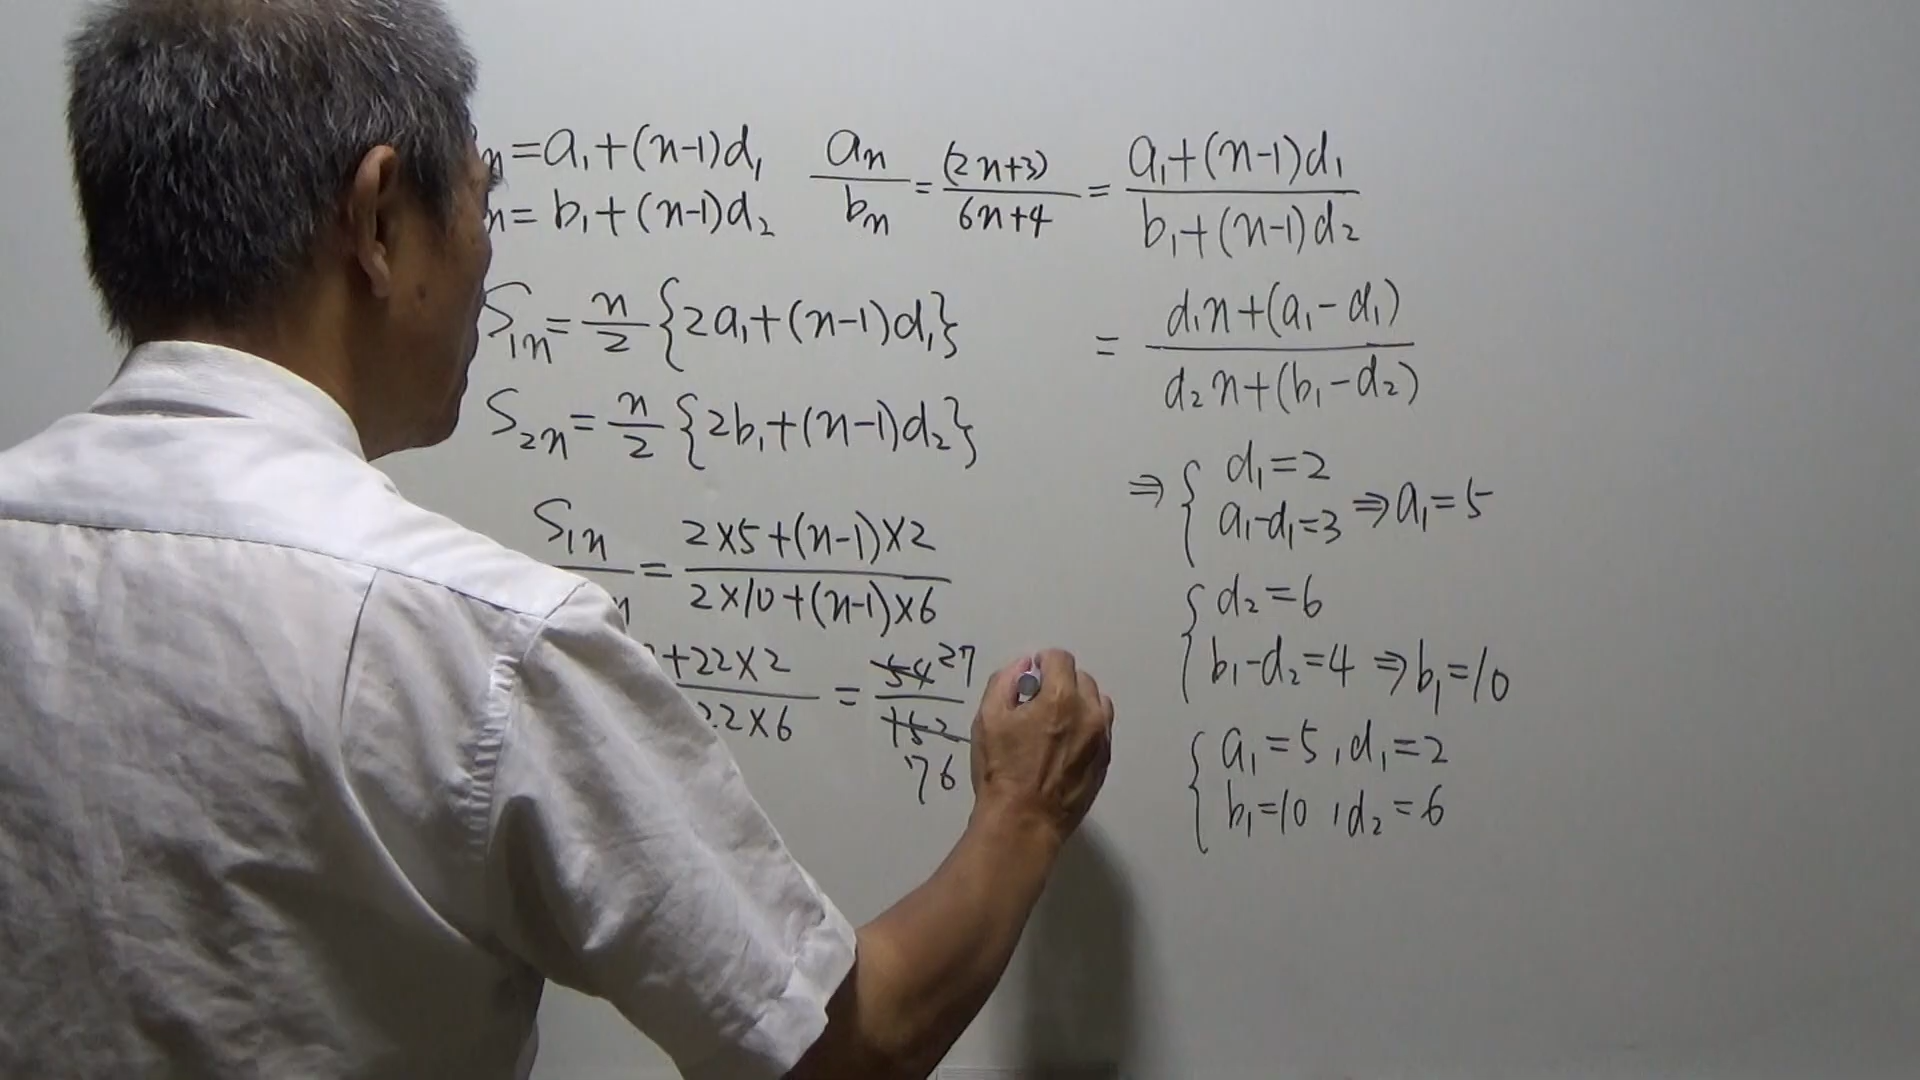 n=a₁+(n-1)d₁
n=b₁+(n-1)d₂
aₙ/bₙ=(2n+3)/6n+4=a₁+(n-1)d₁/b₁+(n-1)d₂
=d₁n+(a₁-d₁)/d₂n+(b₁-d₂)
S₁ₙ=n/2{2a₁+(n-1)d₁}
S₂ₙ=n/2{2b₁+(n-1)d₂}
S₁ₙ/n=2×5+(n-1)×2/2×10+(n-1)×6
+22×2/22×6=54 27/152 76
⇒{d₁=2
a₁-d₁=3⇒a₁=5
{d₂=6
b₁-d₂=4⇒b₁=10
{a₁=5,d₁=2
b₁=10,d₂=6